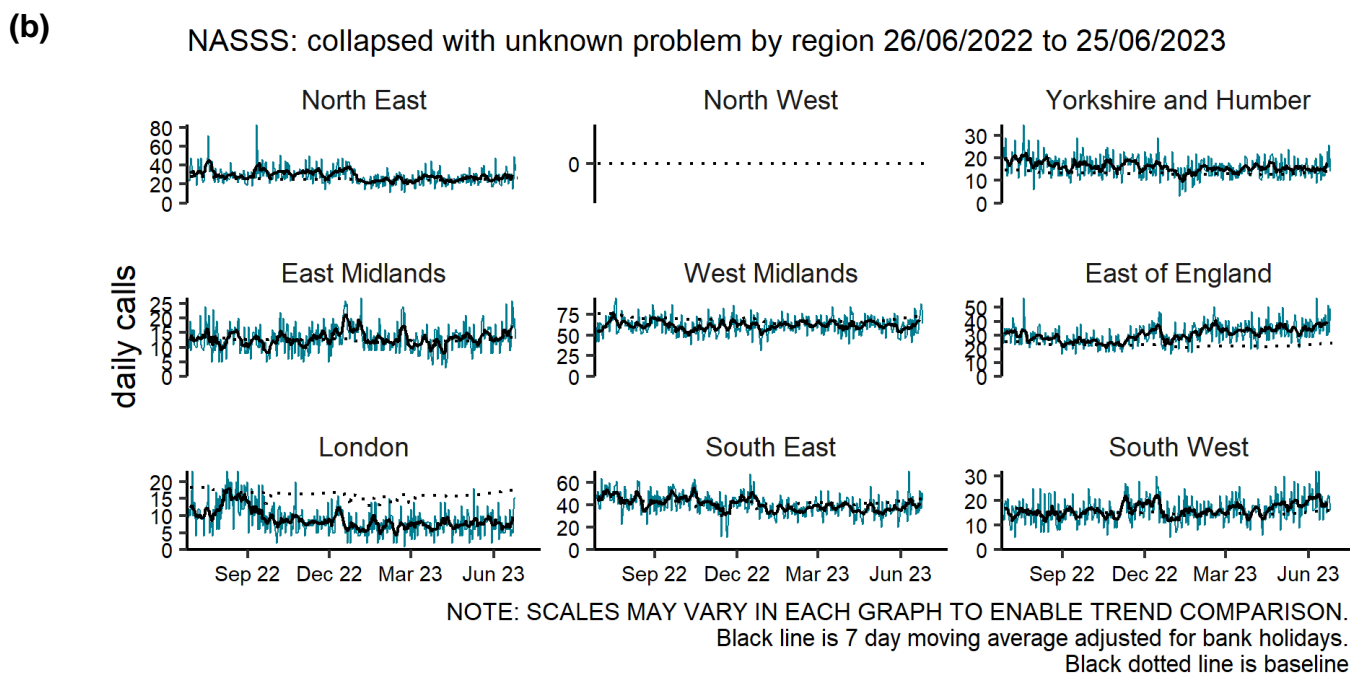 (b)
NASSS: collapsed with unknown problem by region 26/06/2022 to 25/06/2023
North East
North West
Yorkshire and Humber
80
60
40
20
0
0
30
20
10
0
daily calls
East Midlands
West Midlands
East of England
25
20
15
10
5
0
75
50
25
0
50
40
30
20
10
0
London
South East
South West
20
15
10
5
0
60
40
20
0
30
20
10
0
Sep 22 Dec 22 Mar 23 Jun 23
Sep 22 Dec 22 Mar 23 Jun 23
Sep 22 Dec 22 Mar 23 Jun 23
NOTE: SCALES MAY VARY IN EACH GRAPH TO ENABLE TREND COMPARISON.
Black line is 7 day moving average adjusted for bank holidays.
Black dotted line is baseline